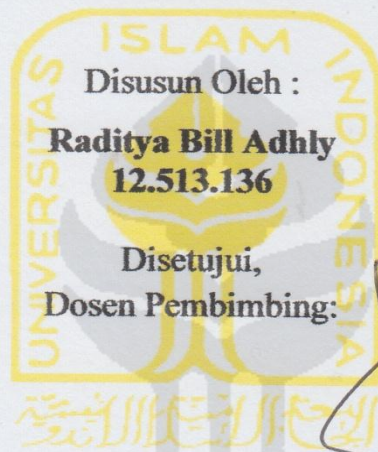 ISLAM
UNIVERSITAS
INDONESIA
Disusun Oleh :
Raditya Bill Adhly
12.513.136
Disetujui,
Dosen Pembimbing: